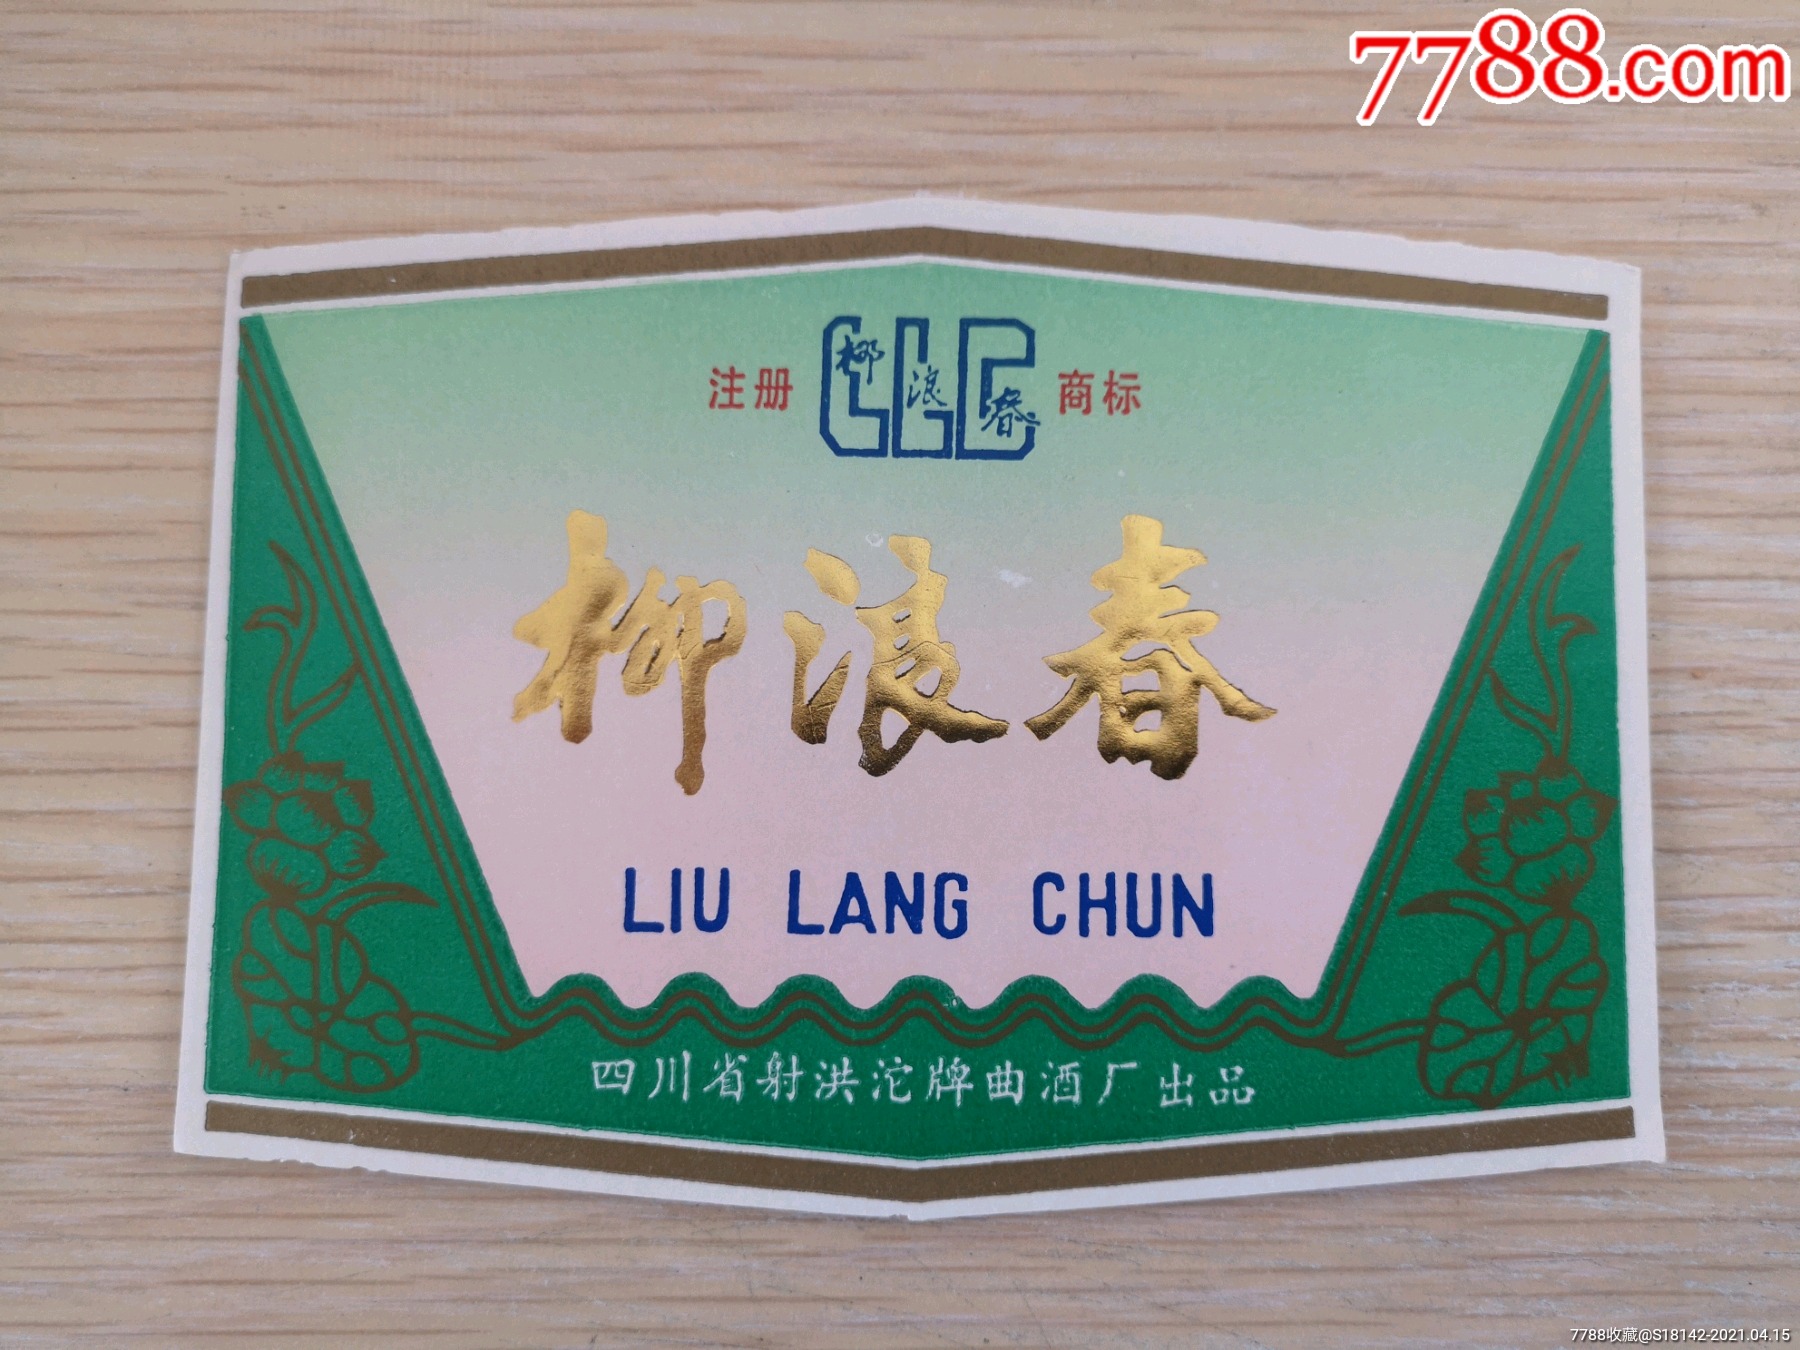 7788.com
注册 LLC 商标
柳
浪
春
柳浪春
LIU LANG CHUN
四川省射洪沱牌曲酒厂出品
7788收藏@S18142-2021.04.15